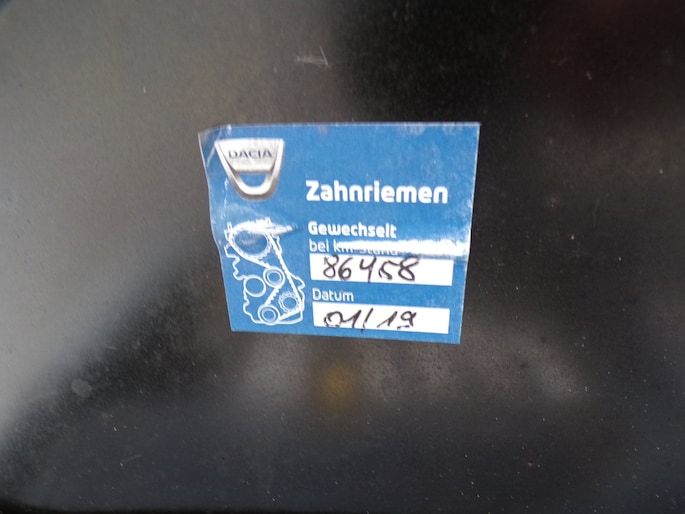 DACIA
Zahnriemen
Gewechselt
bei km-Stand
86458
Datum
01/19